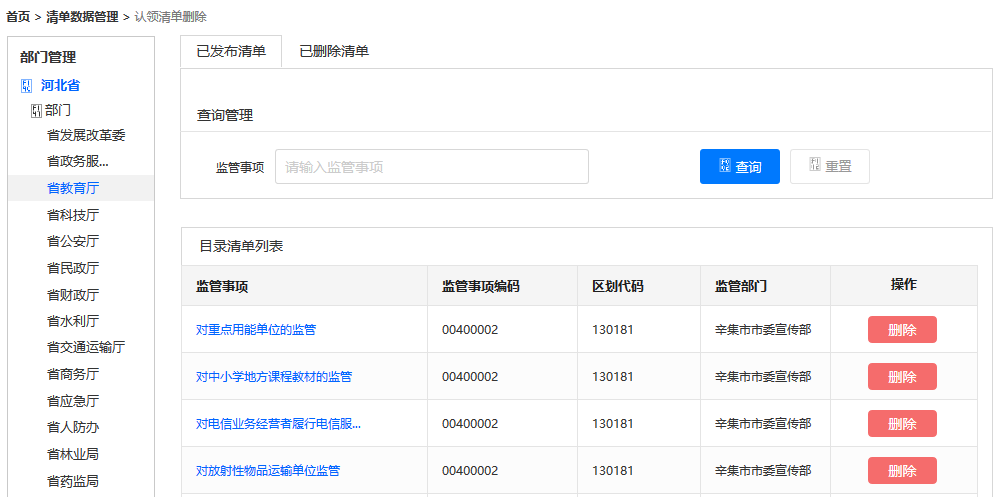 首页 > 清单数据管理 > 认领清单删除
部门管理
河北省
部门
省发展改革委
省政务服...
省教育厅
省科技厅
省公安厅
省民政厅
省财政厅
省水利厅
省交通运输厅
省商务厅
省应急厅
省人防办
省林业局
省药监局
已发布清单 已删除清单
查询管理
监管事项 请输入监管事项 查询 重置
目录清单列表
监管事项 监管事项编码 区划代码 监管部门 操作
对重点用能单位的监管 00400002 130181 辛集市市委宣传部 删除
对中小学地方课程教材的监管 00400002 130181 辛集市市委宣传部 删除
对电信业务经营者履行电信服... 00400002 130181 辛集市市委宣传部 删除
对放射性物品运输单位监管 00400002 130181 辛集市市委宣传部 删除